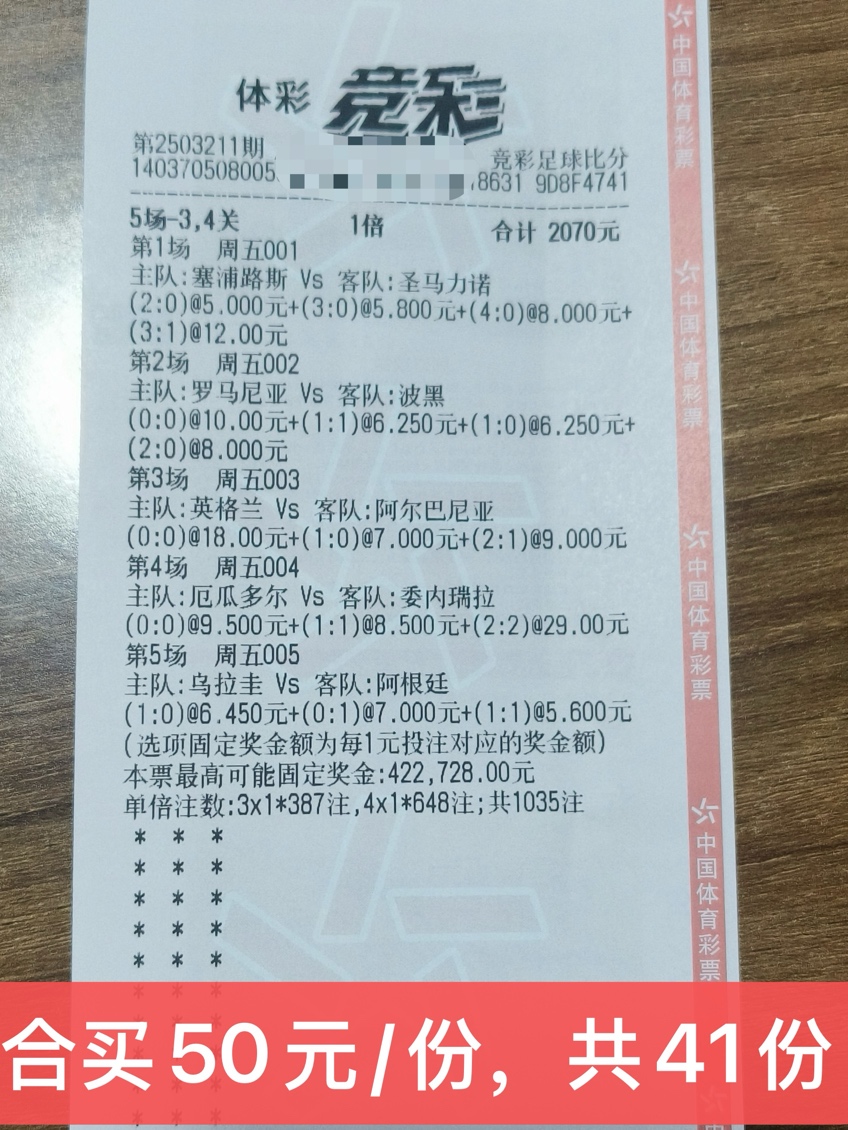 体彩 竞彩
第2503211期 竞彩足球比分
14037050800 8631 9D8F4741
5场-3,4关 1倍 合计 2070元
第1场 周五001
主队:塞浦路斯 Vs 客队:圣马力诺
(2:0)@5.000元+(3:0)@5.800元+(4:0)@8.000元+
(3:1)@12.00元
第2场 周五002
主队:罗马尼亚 Vs 客队:波黑
(0:0)@10.00元+(1:1)@6.250元+(1:0)@6.250元+
(2:0)@8.000元
第3场 周五003
主队:英格兰 Vs 客队:阿尔巴尼亚
(0:0)@18.00元+(1:0)@7.000元+(2:1)@9.000元
第4场 周五004
主队:厄瓜多尔 Vs 客队:委内瑞拉
(0:0)@9.500元+(1:1)@8.500元+(2:2)@29.00元
第5场 周五005
主队:乌拉圭 Vs 客队:阿根廷
(1:0)@6.450元+(0:1)@7.000元+(1:1)@5.600元
(选项固定奖金额为每1元投注对应的奖金额)
本票最高可能固定奖金:422,728.00元
单倍注数:3x1*387注,4x1*648注;共1035注
* * *
* * *
* * *
* * *
* * *
合买50元/份，共41份
中国体育彩票
中国体育彩票
中国体育彩票
中国体育彩票